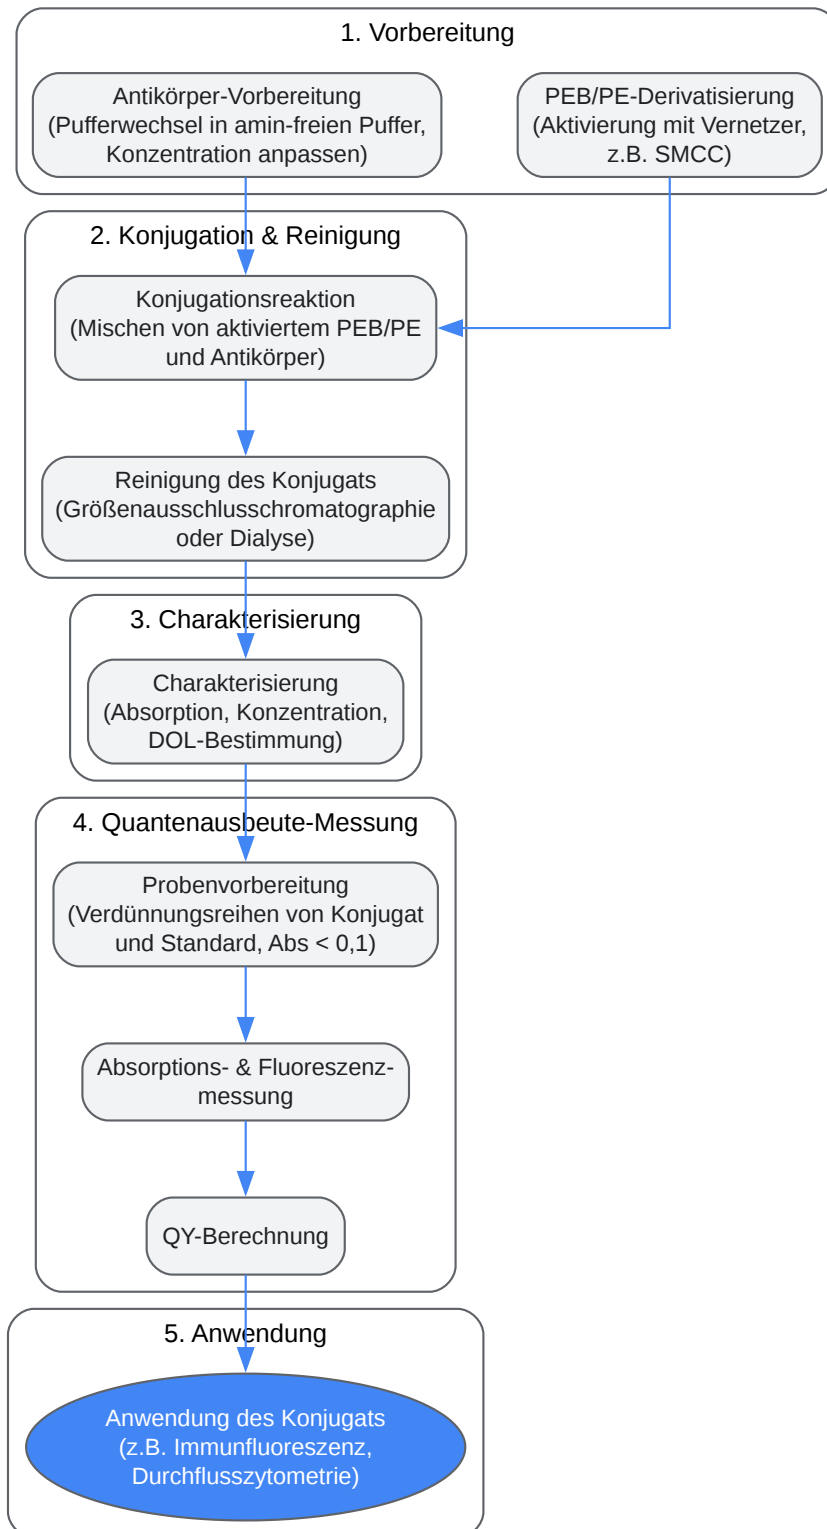 1. Vorbereitung
Antikörper-Vorbereitung
(Pufferwechsel in amin-freien Puffer,
Konzentration anpassen)
PEB/PE-Derivatisierung
(Aktivierung mit Vernetzer,
z.B. SMCC)
2. Konjugation & Reinigung
Konjugationsreaktion
(Mischen von aktiviertem PEB/PE
und Antikörper)
Reinigung des Konjugats
(Größenausschlusschromatographie
oder Dialyse)
3. Charakterisierung
Charakterisierung
(Absorption, Konzentration,
DOL-Bestimmung)
4. Quantenausbeute-Messung
Probenvorbereitung
(Verdünnungsreihen von Konjugat
und Standard, Abs < 0,1)
Absorptions- & Fluoreszenz-
messung
QY-Berechnung
5. Anwendung
Anwendung des Konjugats
(z.B. Immunfluoreszenz,
Durchflusszytometrie)